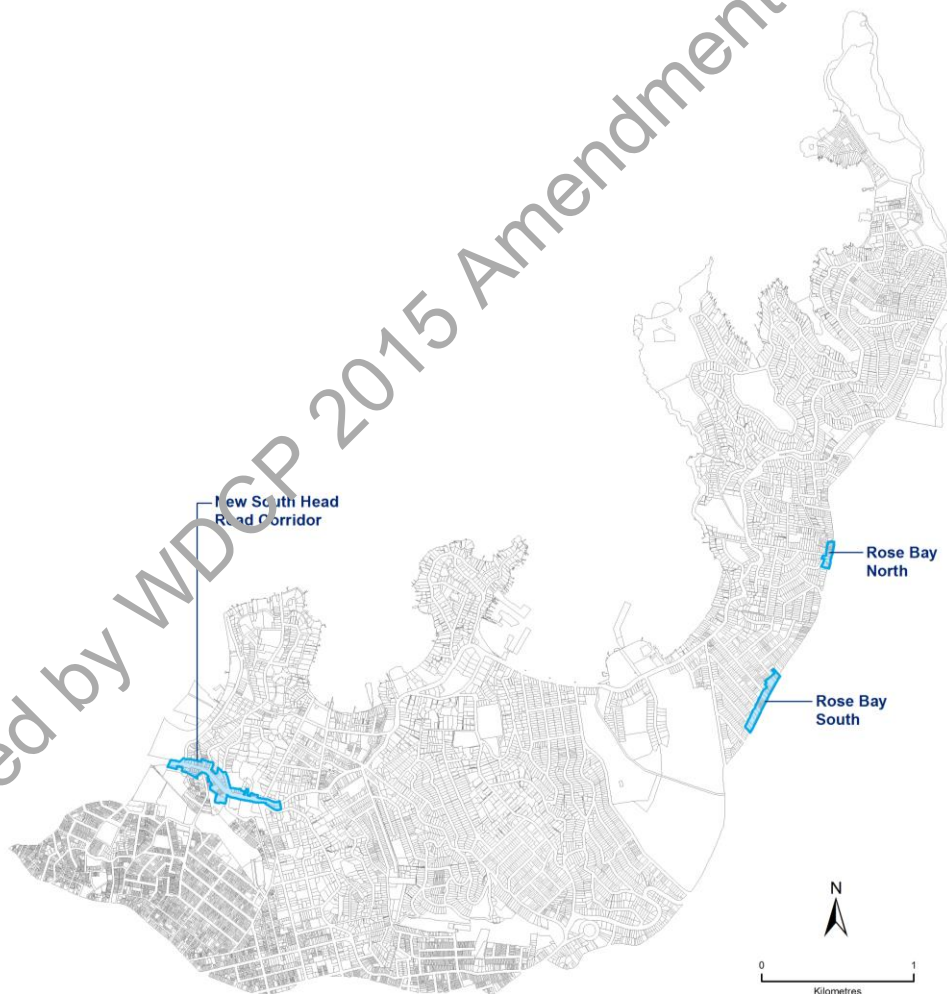 ed by WDCP 2015 Amendment
New South Head
Road Corridor
Rose Bay
North
Rose Bay
South
N
0 1
Kilometres